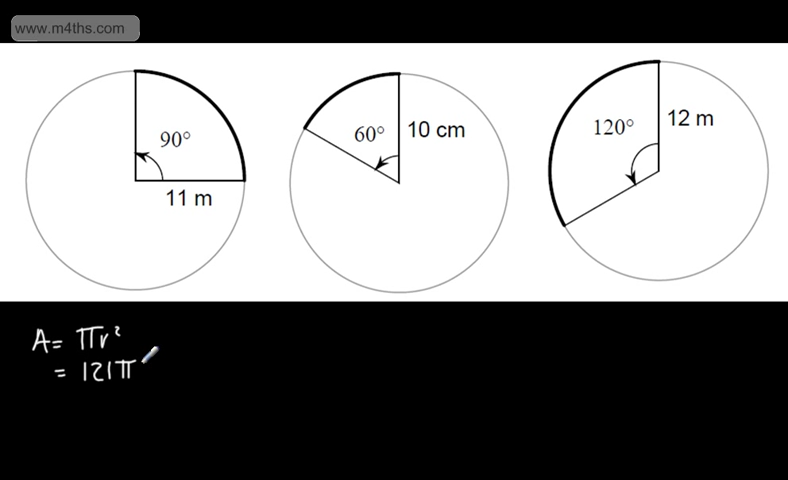 www.m4ths.com
90°
11 m
60°
10 cm
120°
12 m
A = πr²
= 121π